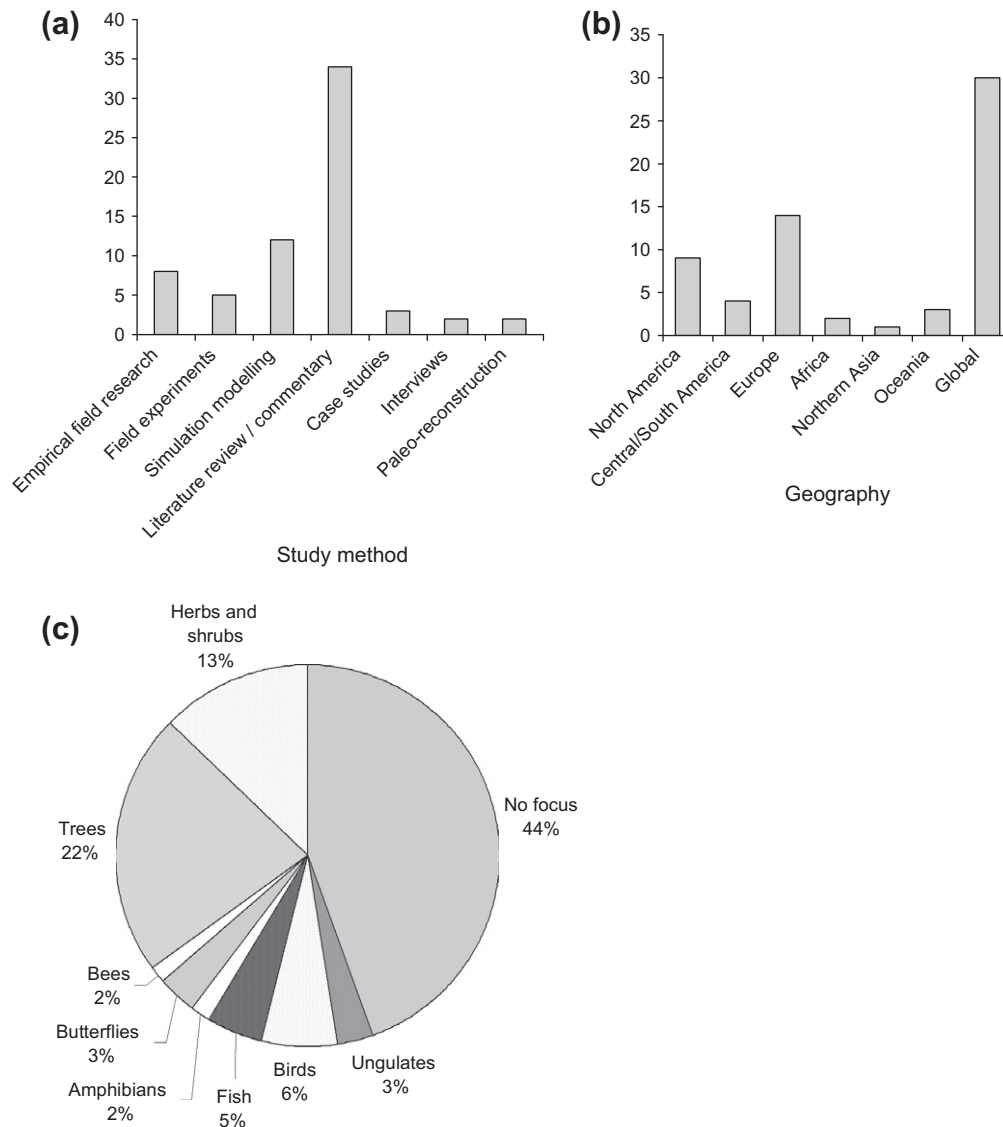 (a)
40
35
30
25
20
15
10
5
0
Empirical field research
Field experiments
Simulation modelling
Literature review / commentary
Case studies
Interviews
Paleo-reconstruction
Study method
(b)
35
30
25
20
15
10
5
0
North America
Central/South America
Europe
Africa
Northern Asia
Oceania
Global
Geography
(c)
Herbs and
shrubs
13%
No focus
44%
Trees
22%
Bees
2%
Butterflies
3%
Amphibians
2%
Fish
5%
Birds
6%
Ungulates
3%